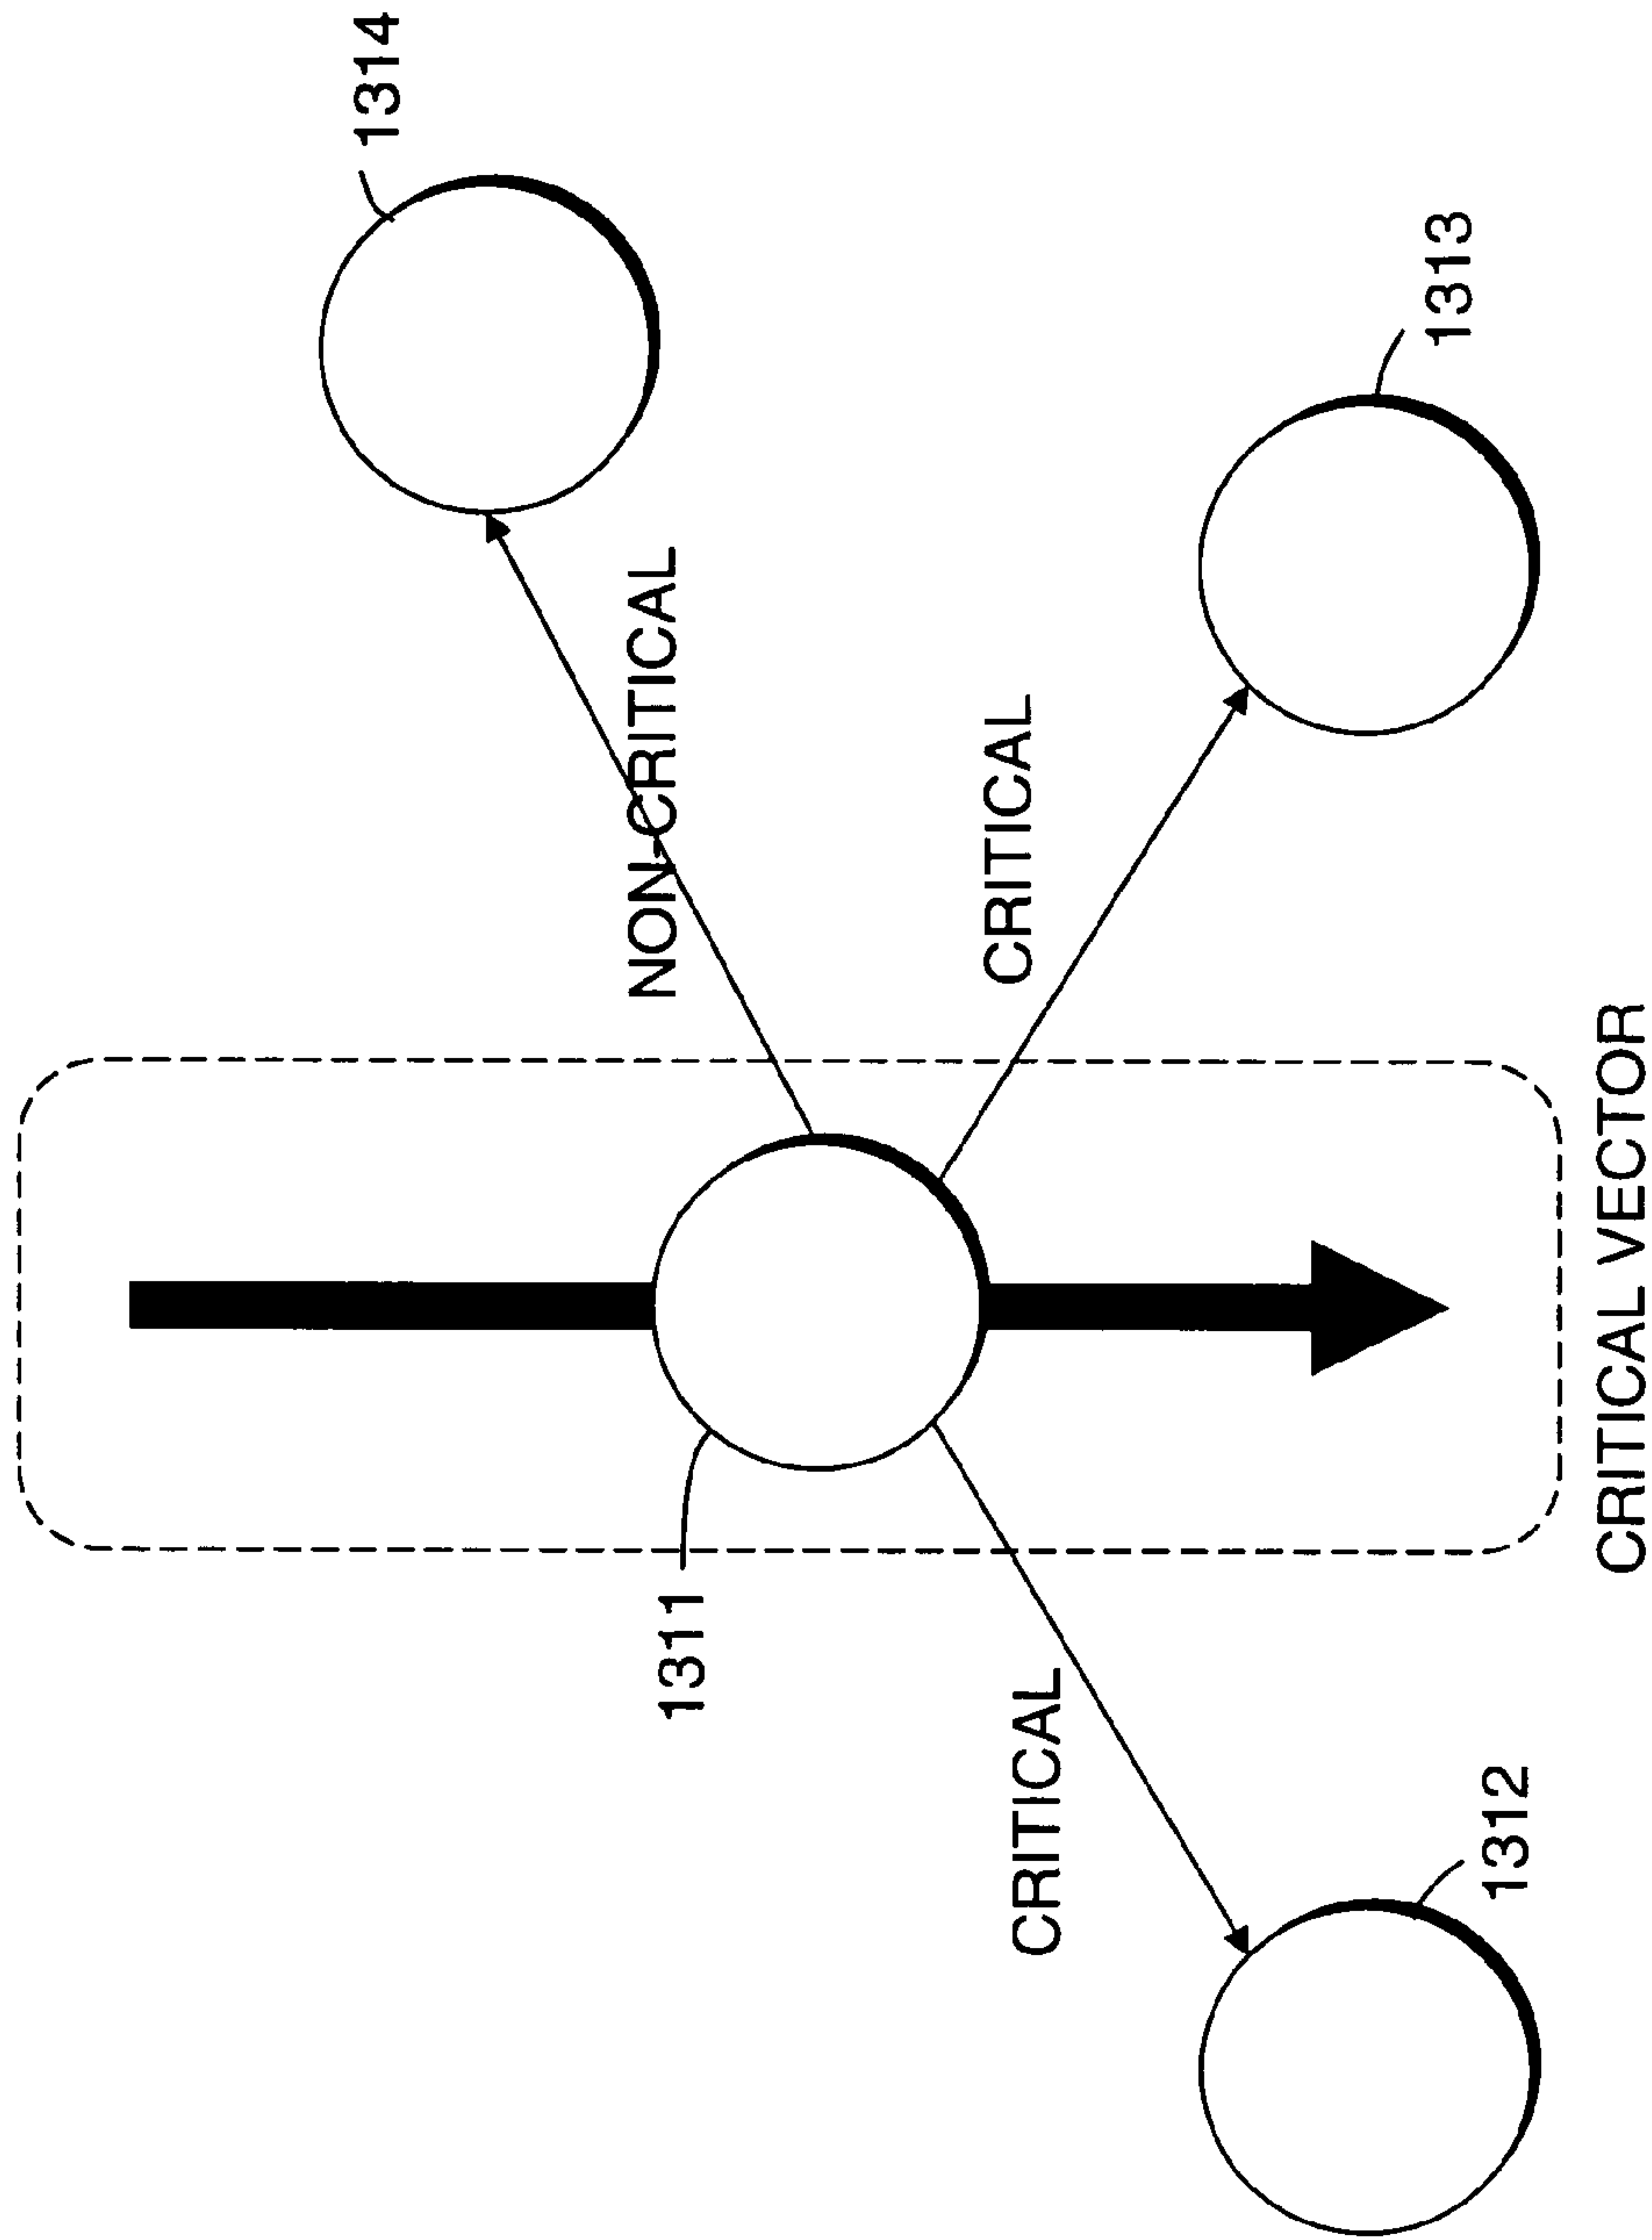 1314
1311
NON-CRITICAL
CRITICAL
CRITICAL
1312
1313
CRITICAL VECTOR